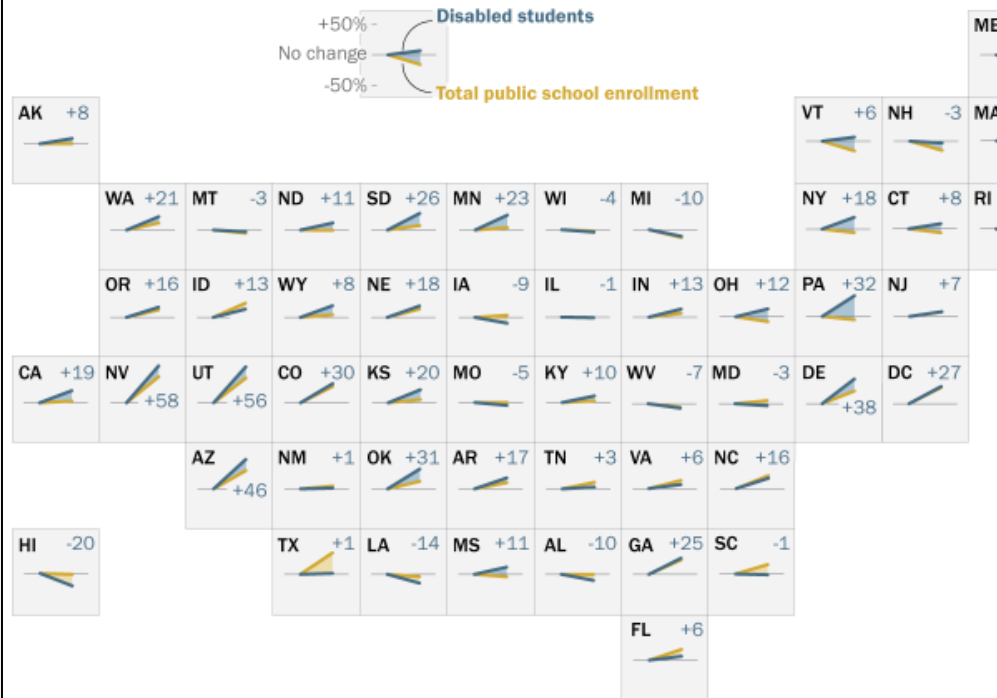 +50%
Disabled students
No change
-50%
Total public school enrollment
ME
AK +8
VT +6
NH -3
MA
WA +21
MT -3
ND +11
SD +26
MN +23
WI -4
MI -10
NY +18
CT +8
RI
OR +16
ID +13
WY +8
NE +18
IA -9
IL -1
IN +13
OH +12
PA +32
NJ +7
CA +19
NV +58
UT +56
CO +30
KS +20
MO -5
KY +10
WV -7
MD -3
DE +38
DC +27
AZ +46
NM +1
OK +31
AR +17
TN +3
VA +6
NC +16
HI -20
TX +1
LA -14
MS +11
AL -10
GA +25
SC -1
FL +6